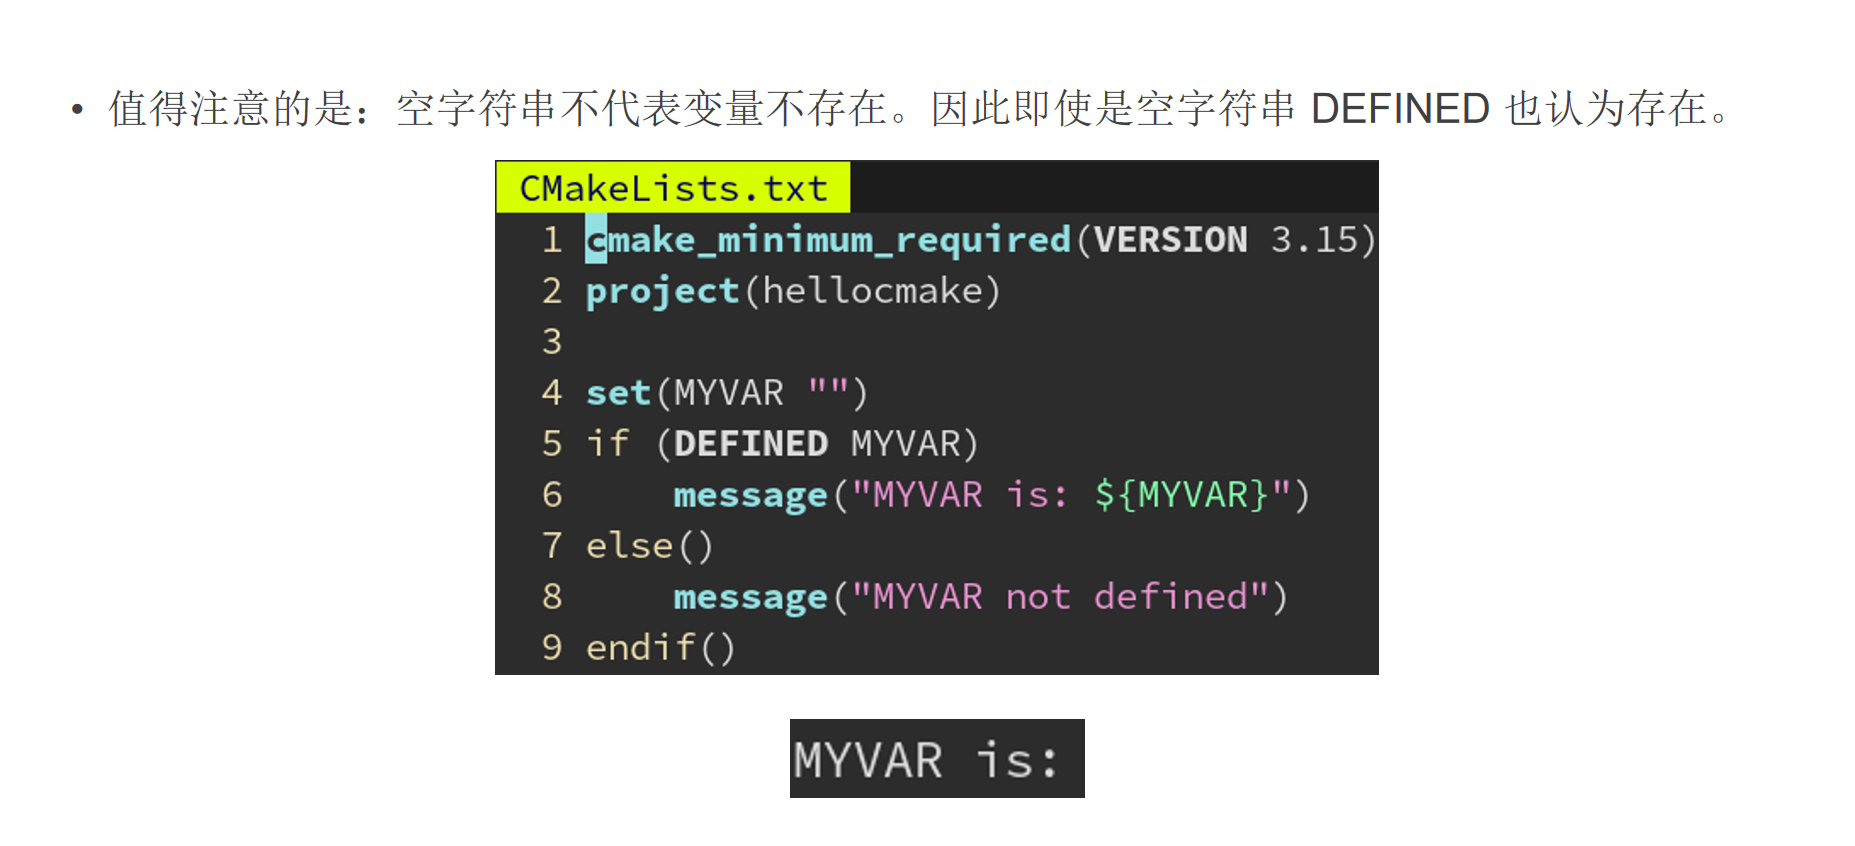 • 值得注意的是：空字符串不代表变量不存在。因此即使是空字符串 DEFINED 也认为存在。
CMakeLists.txt
1 cmake_minimum_required(VERSION 3.15)
2 project(hellocmake)
3
4 set(MYVAR "")
5 if (DEFINED MYVAR)
6     message("MYVAR is: ${MYVAR}")
7 else()
8     message("MYVAR not defined")
9 endif()
MYVAR is: